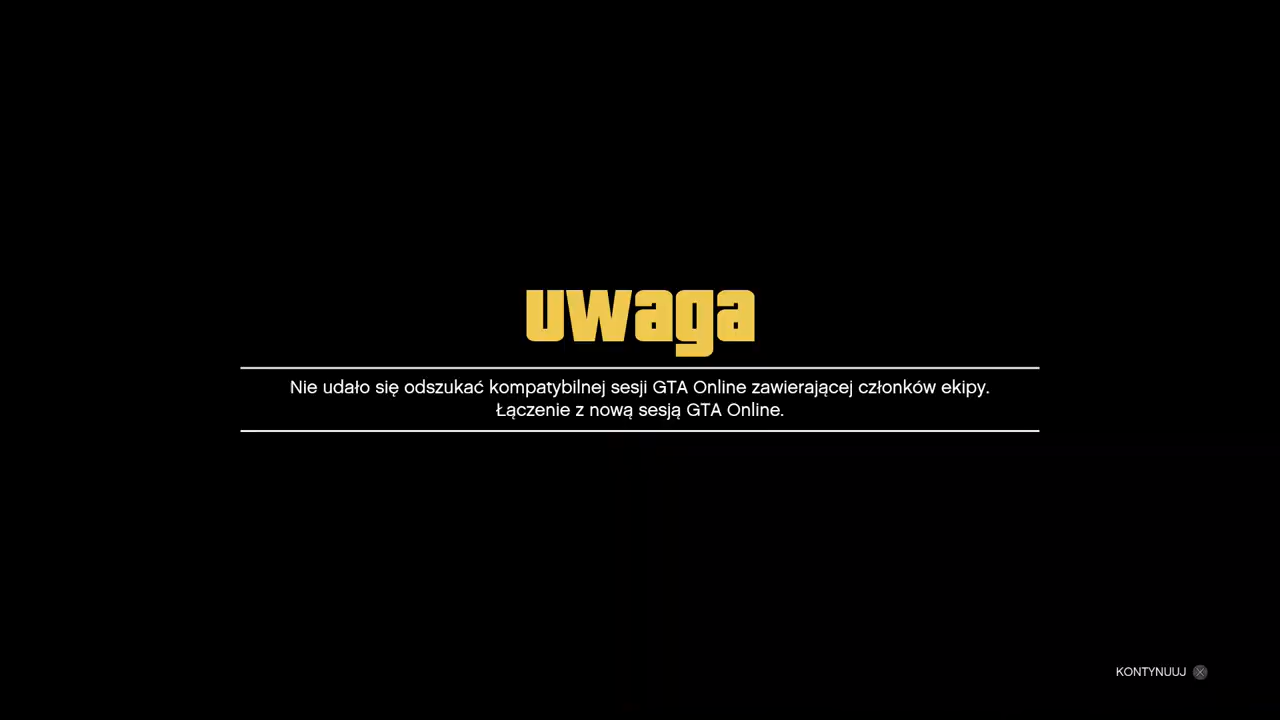 uwaga
Nie udało się odszukać kompatybilnej sesji GTA Online zawierającej członków ekipy.
Łączenie z nową sesją GTA Online.
KONTYNUUJ